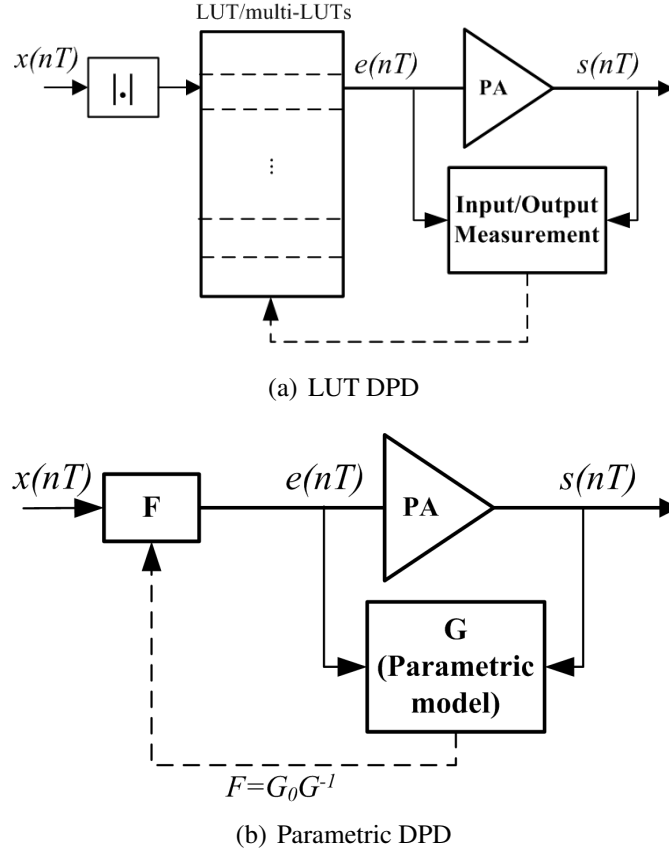 LUT/multi-LUTs
x(nT)
|.|
e(nT)
PA
s(nT)
...
Input/Output
Measurement
(a) LUT DPD
x(nT)
F
e(nT)
PA
s(nT)
G
(Parametric
model)
F=G₀G⁻¹
(b) Parametric DPD